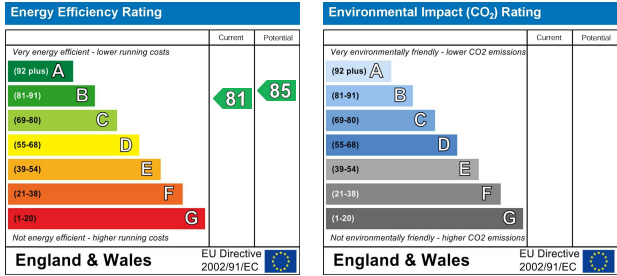 Energy Efficiency Rating
Current Potential
Very energy efficient - lower running costs
(92 plus) A
(81-91) B
(69-80) C
(55-68) D
(39-54) E
(21-38) F
(1-20) G
81
85
Not energy efficient - higher running costs
England & Wales
EU Directive
2002/91/EC
Environmental Impact (CO₂) Rating
Current Potential
Very environmentally friendly - lower CO2 emissions
(92 plus) A
(81-91) B
(69-80) C
(55-68) D
(39-54) E
(21-38) F
(1-20) G
Not environmentally friendly - higher CO2 emissions
England & Wales
EU Directive
2002/91/EC